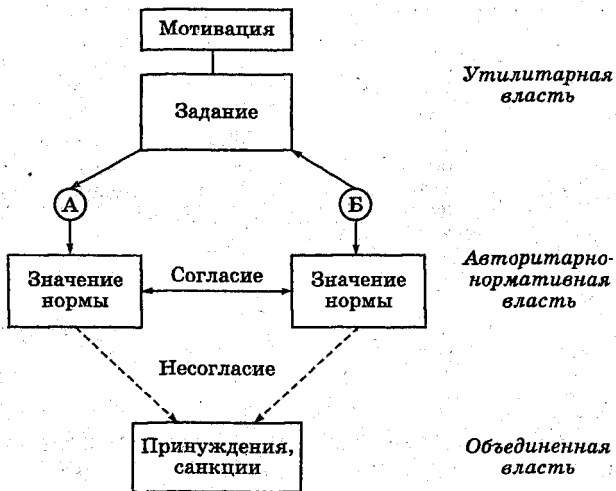 Мотивация
Задание
Утилитарная
власть
А
Б
Значение
нормы
Согласие
Значение
нормы
Авторитарно-
нормативная
власть
Несогласие
Принуждения,
санкции
Объединенная
власть